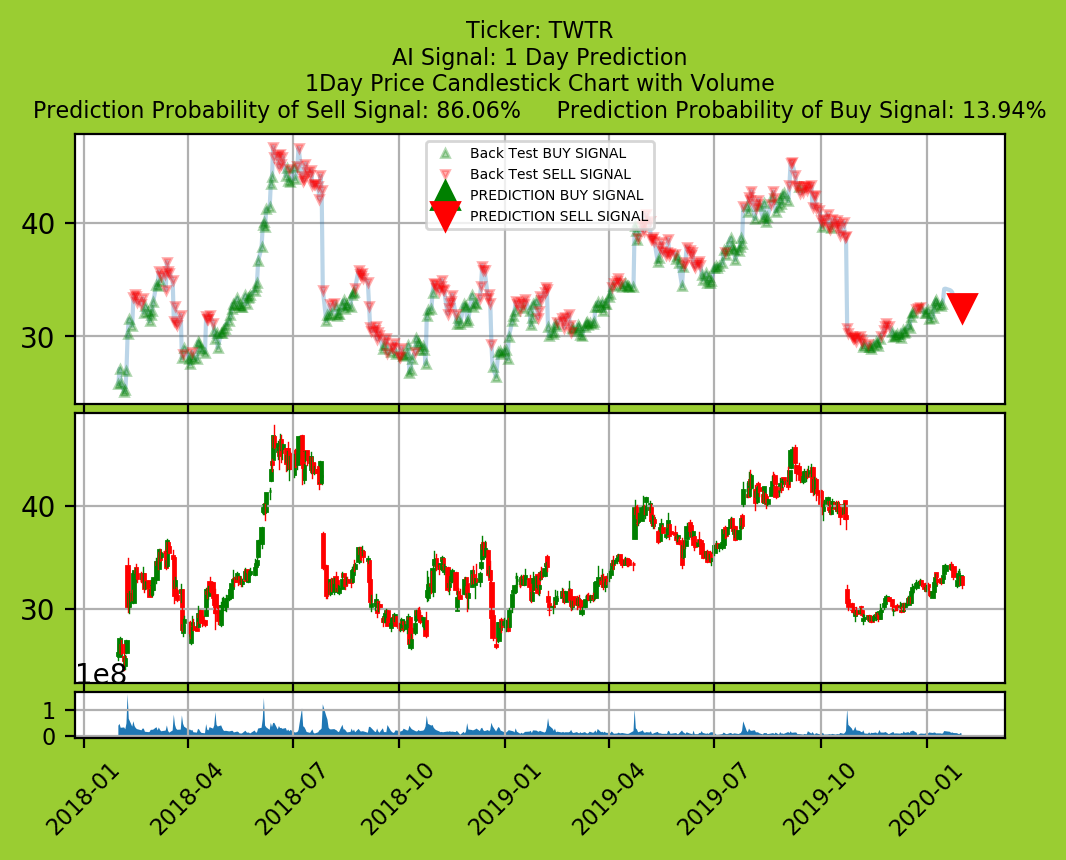 Ticker: TWTR
AI Signal: 1 Day Prediction
1Day Price Candlestick Chart with Volume
Prediction Probability of Sell Signal: 86.06%     Prediction Probability of Buy Signal: 13.94%
Back Test BUY SIGNAL
Back Test SELL SIGNAL
PREDICTION BUY SIGNAL
PREDICTION SELL SIGNAL
40
30
40
30
1e8
1
0
2018-01
2018-04
2018-07
2018-10
2019-01
2019-04
2019-07
2019-10
2020-01